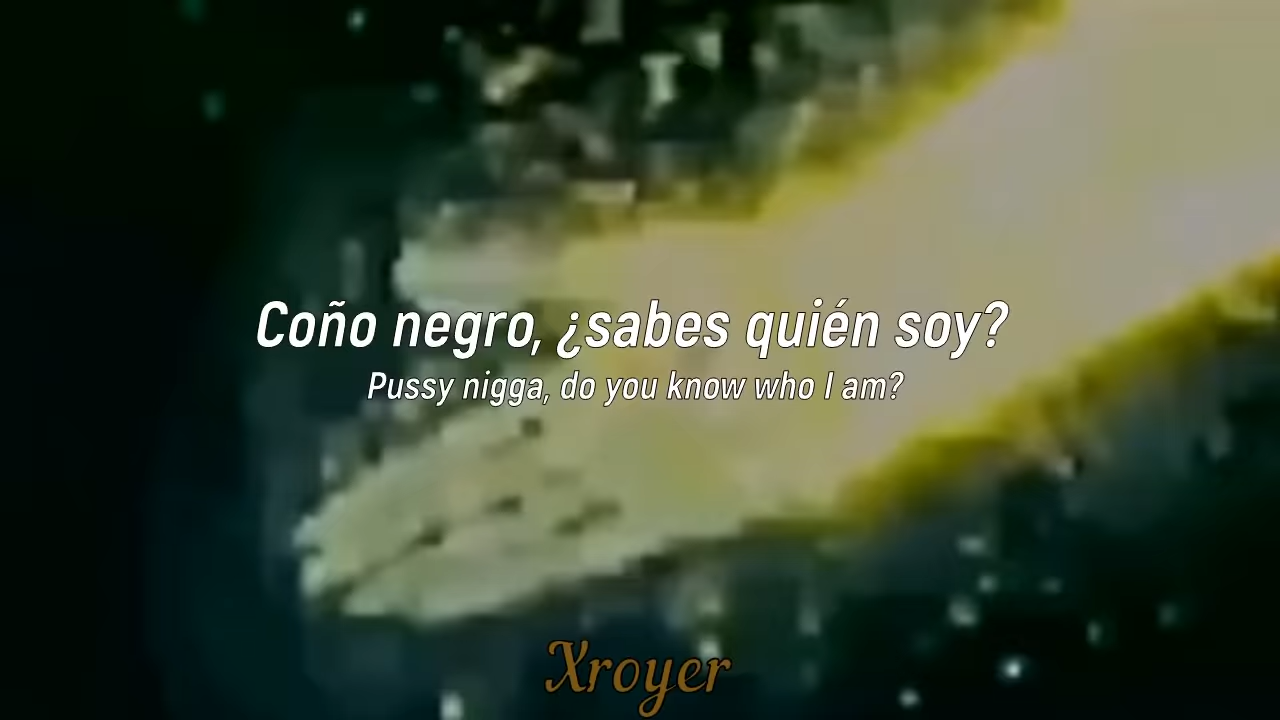 Coño negro, ¿sabes quién soy?
Pussy nigga, do you know who I am?
Xroyer